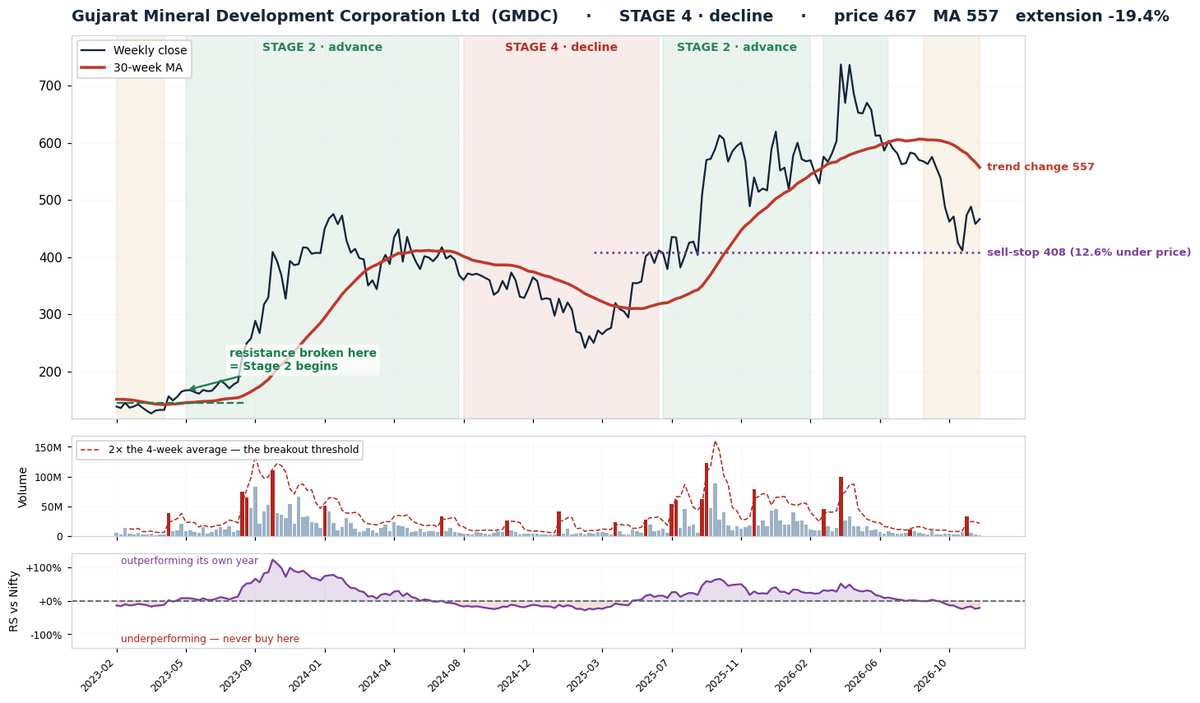 Gujarat Mineral Development Corporation Ltd (GMDC) · STAGE 4 · decline · price 467 MA 557 extension -19.4%
Weekly close
30-week MA
STAGE 2 · advance
STAGE 4 · decline
STAGE 2 · advance
700
600
500
400
300
200
trend change 557
sell-stop 408 (12.6% under price)
resistance broken here
= Stage 2 begins
Volume
150M
100M
50M
0
2× the 4-week average — the breakout threshold
RS vs Nifty
+100%
+0%
-100%
outperforming its own year
underperforming — never buy here
2023-02
2023-05
2023-09
2024-01
2024-04
2024-08
2024-12
2025-03
2025-07
2025-11
2026-02
2026-06
2026-10